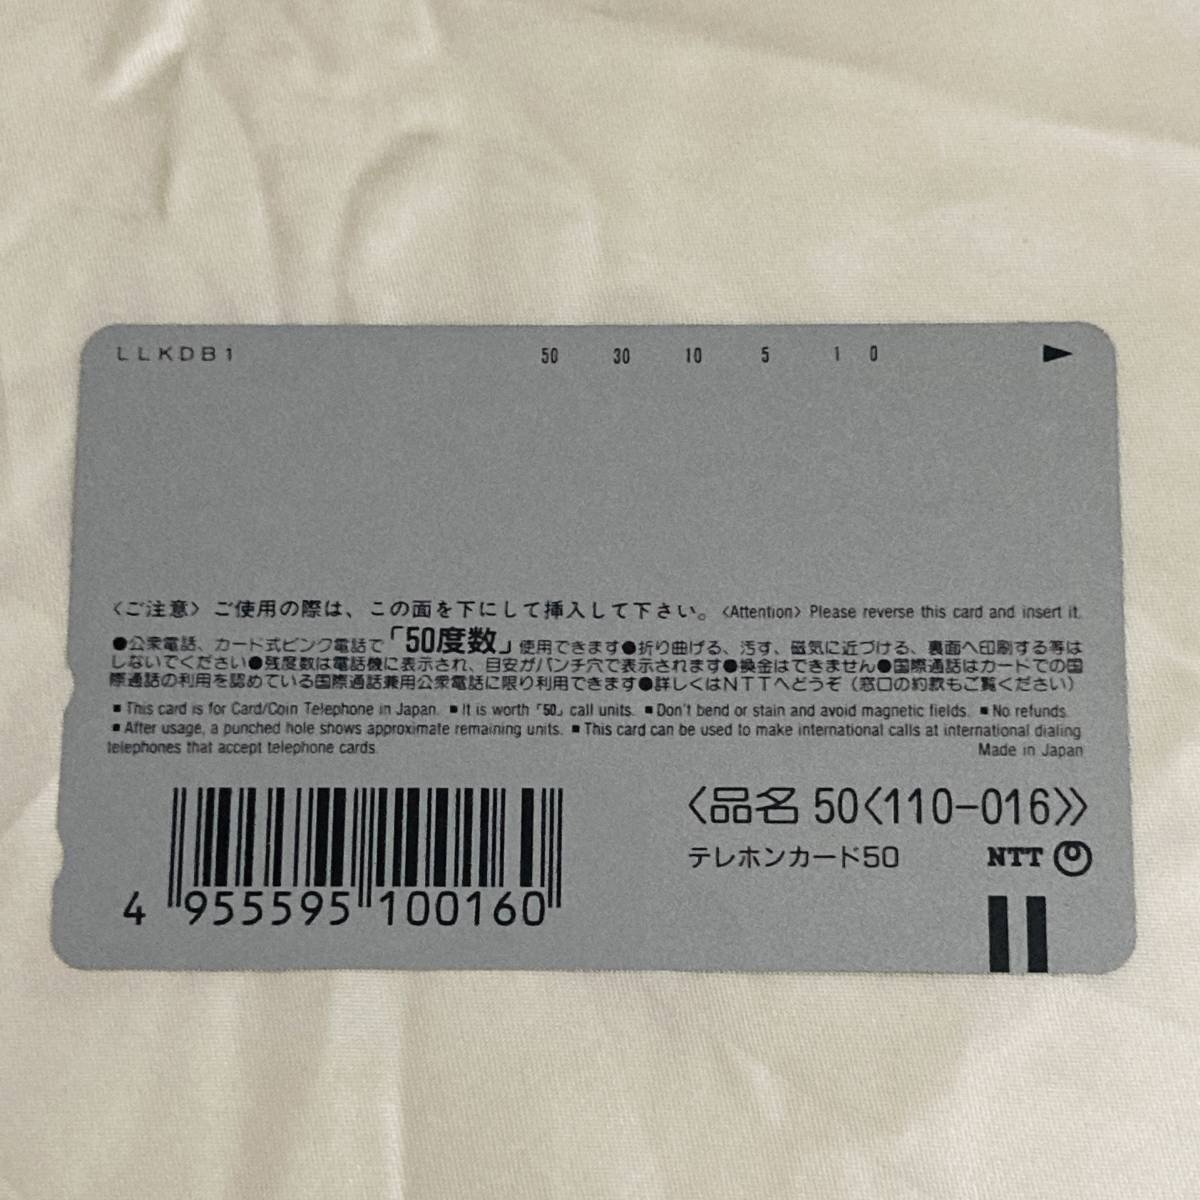 LLKDB1 50 30 10 5 1 0 ▶
〈ご注意〉ご使用の際は、この面を下にして挿入して下さい。〈Attention〉Please reverse this card and insert it.
●公衆電話、カード式ピンク電話で「50度数」使用できます●折り曲げる、汚す、磁気に近づける、裏面へ印刷する等は
しないでください●残度数は電話機に表示され、目安がパンチ穴で表示されます●換金はできません●国際通話はカードでの国
際通話の利用を認めている国際通話兼用公衆電話に限り利用できます●詳しくはNTTへどうぞ(窓口の約款もご覧ください)
■This card is for Card/Coin Telephone in Japan. ■It is worth「50」call units. ■Don't bend or stain and avoid magnetic fields. ■No refunds.
■After usage, a punched hole shows approximate remaining units. ■This card can be used to make international calls at international dialing
telephones that accept telephone cards. Made in Japan
〈品名 50〈110-016〉〉
テレホンカード50 NTT
4 955595 100160